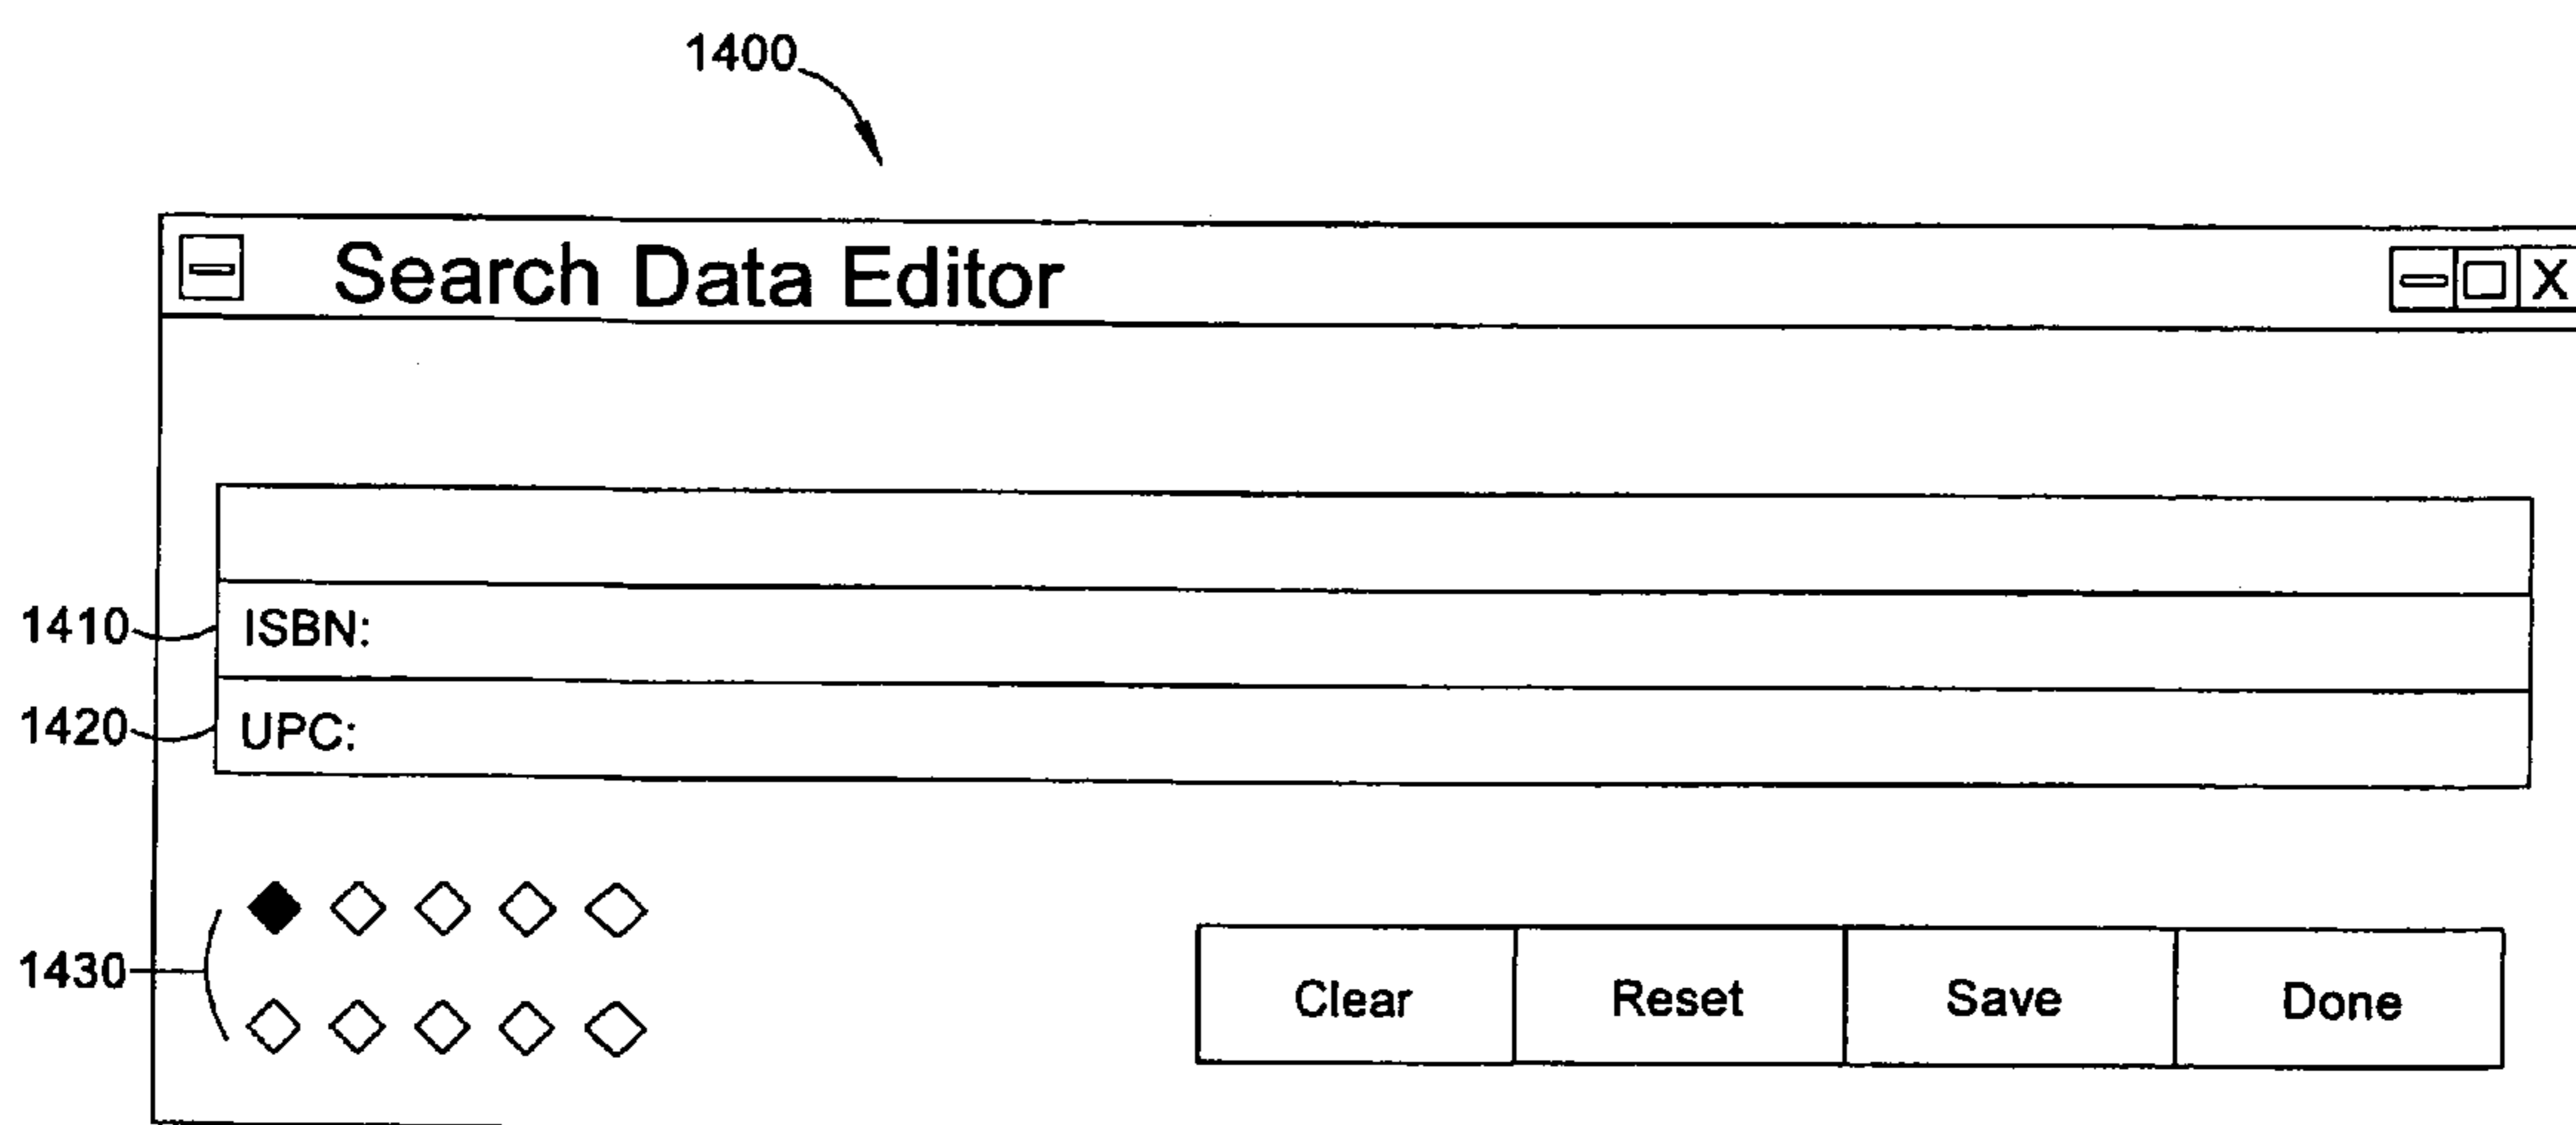 1400
Search Data Editor X
1410 ISBN:
1420 UPC:
1430
Clear Reset Save Done